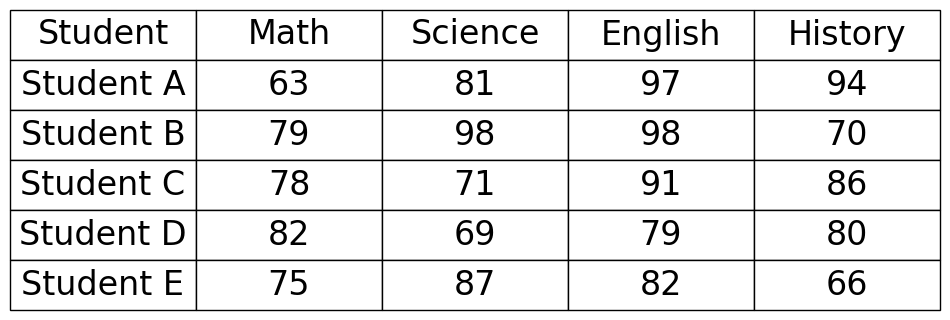 Student Math Science English History
Student A 63 81 97 94
Student B 79 98 98 70
Student C 78 71 91 86
Student D 82 69 79 80
Student E 75 87 82 66